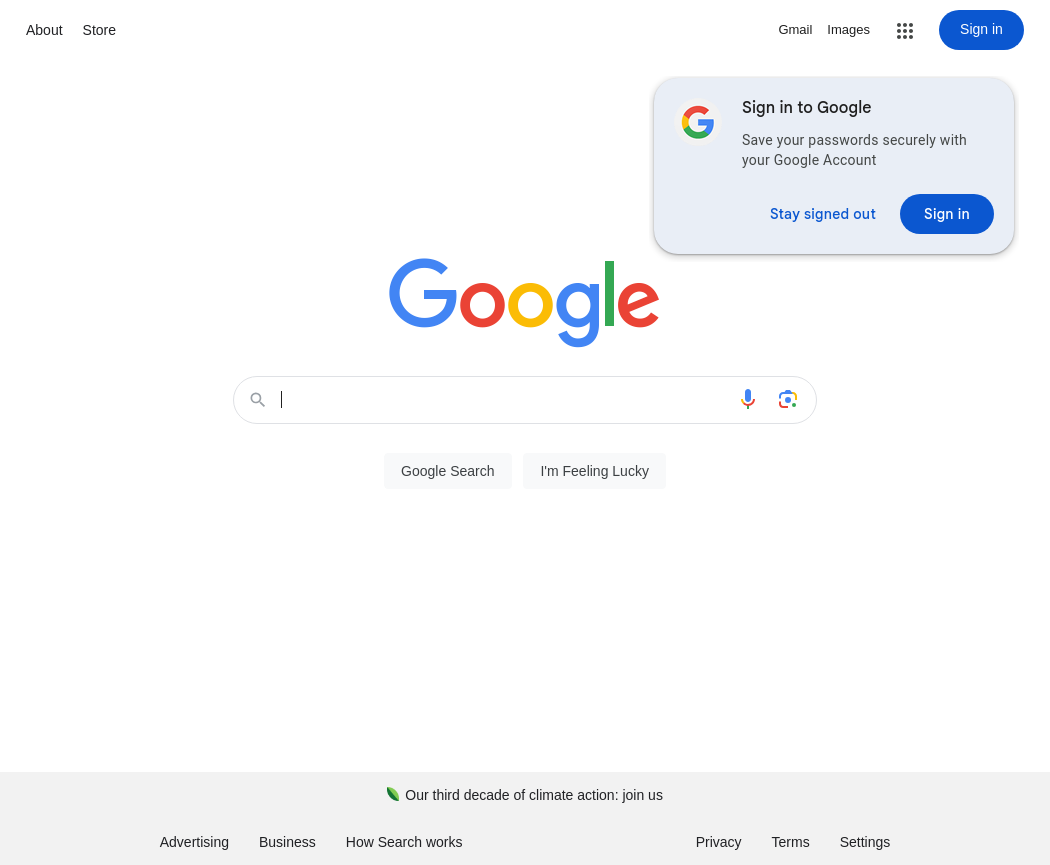 About Store Gmail Images Sign in
Sign in to Google
Save your passwords securely with
your Google Account
Stay signed out Sign in
Google
Google Search I'm Feeling Lucky
Our third decade of climate action: join us
Advertising Business How Search works Privacy Terms Settings